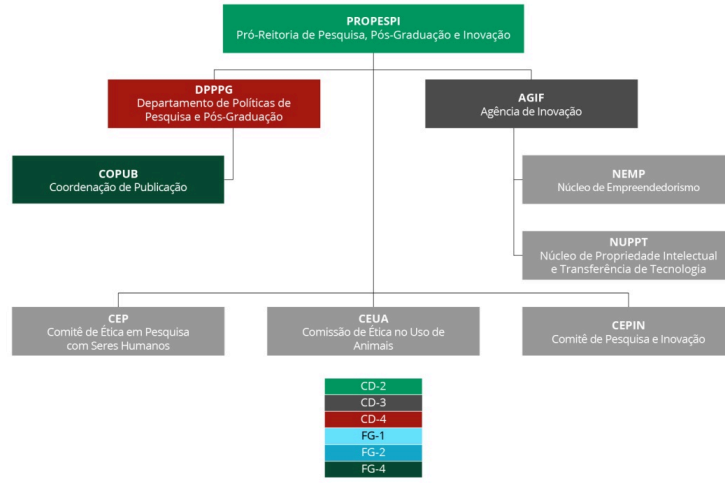 PROPESPI
Pró-Reitoria de Pesquisa, Pós-Graduação e Inovação
DPPPG
Departamento de Políticas de
Pesquisa e Pós-Graduação
AGIF
Agência de Inovação
COPUB
Coordenação de Publicação
NEMP
Núcleo de Empreendedorismo
NUPPT
Núcleo de Propriedade Intelectual
e Transferência de Tecnologia
CEP
Comitê de Ética em Pesquisa
com Seres Humanos
CEUA
Comissão de Ética no Uso de
Animais
CEPIN
Comitê de Pesquisa e Inovação
CD-2
CD-3
CD-4
FG-1
FG-2
FG-4